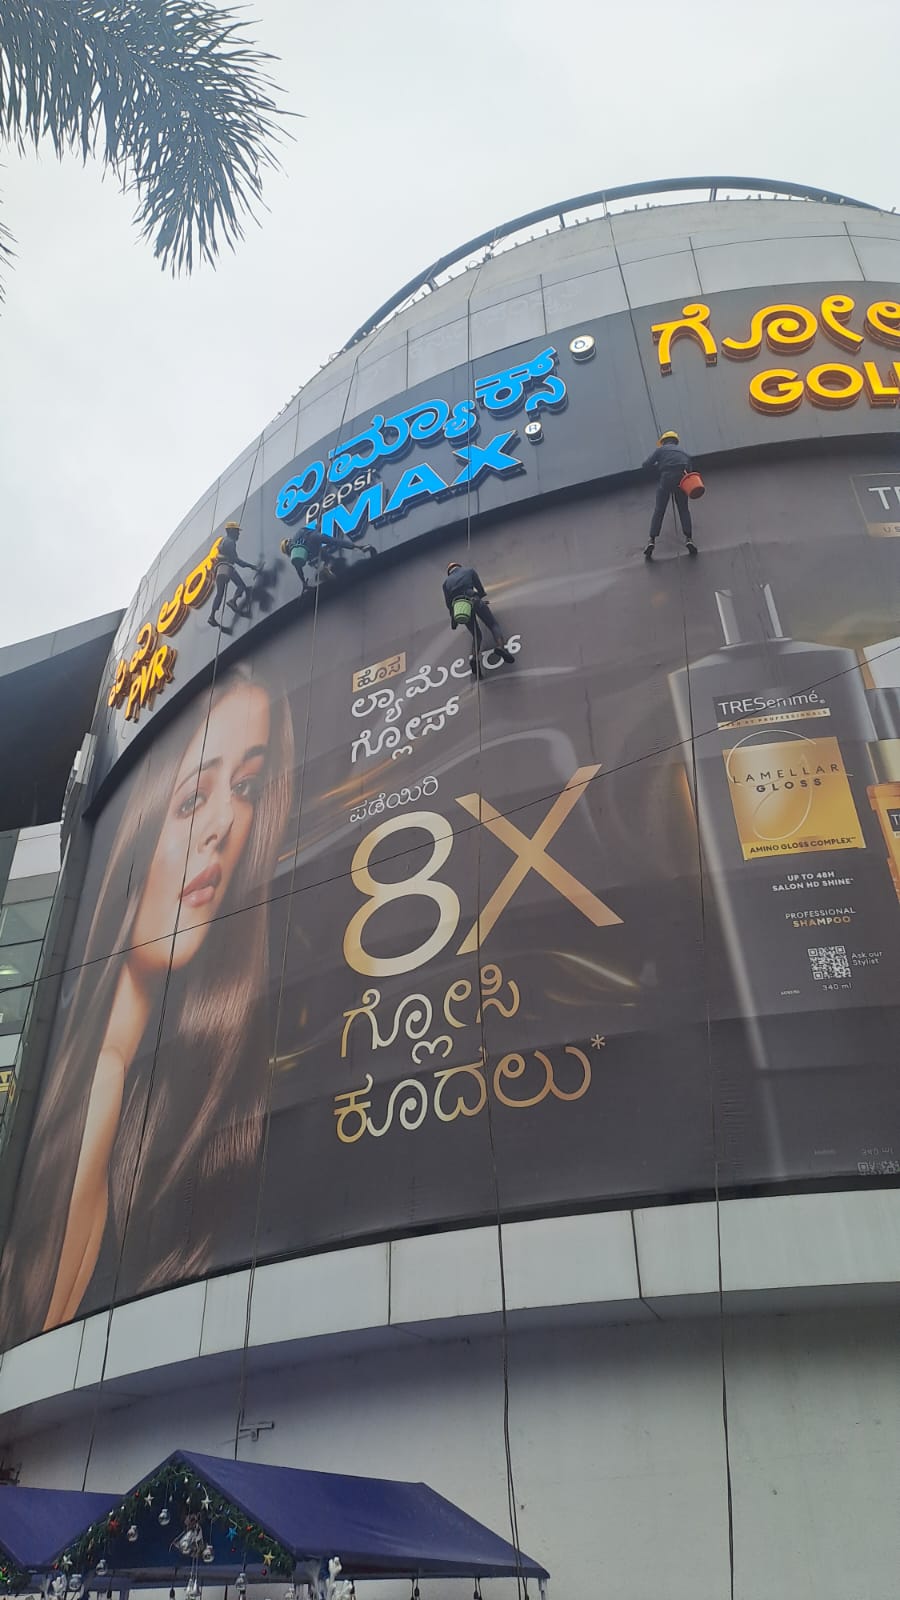 ಪಿವಿಆರ್
PVR
ಐಮ್ಯಾಕ್ಸ್
pepsi
IMAX
GOL
ಹೊಸ
ಲ್ಯಾಮೆಲರ್
ಗ್ಲೋಸ್
ಪಡೆಯಿರಿ
8X
ಗ್ಲೋಸಿ
ಕೂದಲು*
TRESemmé
LAMELLAR
GLOSS
AMINO GLOSS COMPLEX™
UP TO 48H
SALON HD SHINE*
PROFESSIONAL
SHAMPOO
Ask our
Stylist
340 ml